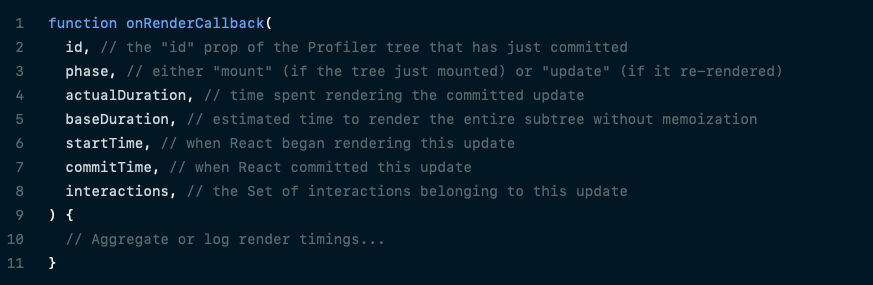 1 function onRenderCallback(
2 id, // the "id" prop of the Profiler tree that has just committed
3 phase, // either "mount" (if the tree just mounted) or "update" (if it re-rendered)
4 actualDuration, // time spent rendering the committed update
5 baseDuration, // estimated time to render the entire subtree without memoization
6 startTime, // when React began rendering this update
7 commitTime, // when React committed this update
8 interactions, // the Set of interactions belonging to this update
9 ) {
10 // Aggregate or log render timings...
11 }